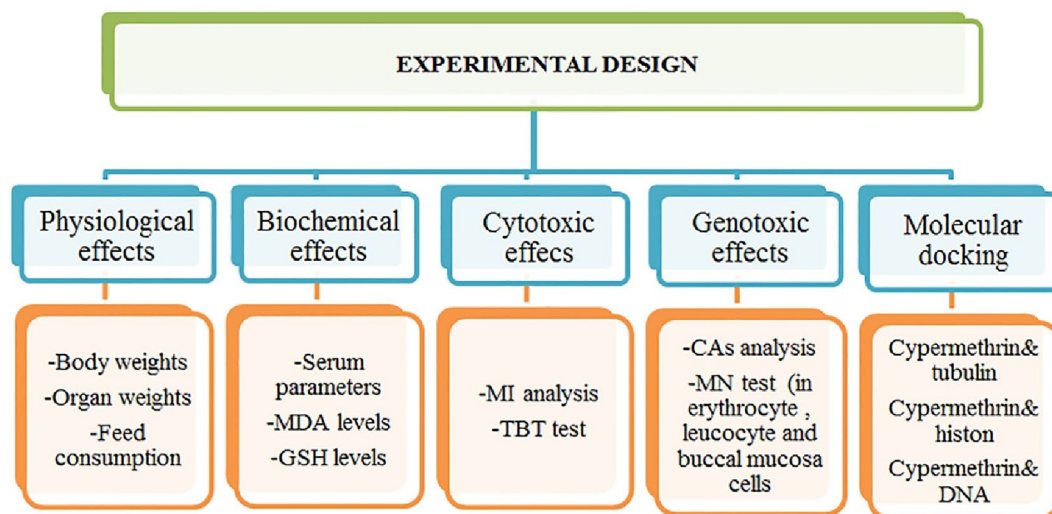 EXPERIMENTAL DESIGN
Physiological
effects
Biochemical
effects
Cytotoxic
effecs
Genotoxic
effects
Molecular
docking
-Body weights
-Organ weights
-Feed
consumption
-Serum
parameters
-MDA levels
-GSH levels
-MI analysis
-TBT test
-CAs analysis
-MN test (in
erythrocyte ,
leucocyte and
buccal mucosa
cells
Cypermethrin&
tubulin
Cypermethrin&
histon
Cypermethrin&
DNA